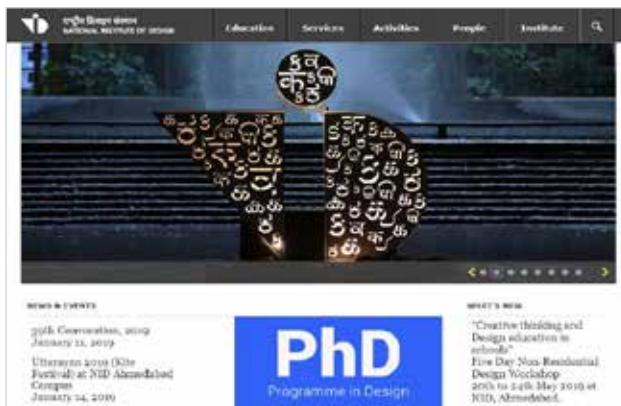 राष्ट्रीय डिज़ाइन संस्थान
NATIONAL INSTITUTE OF DESIGN
Education Services Activities People Institute
NEWS & EVENTS
39th Convocation, 2019
January 11, 2019
Uttarayan 2019 (Kite
Festival) at NID Ahmedabad
Campus
January 14, 2019
PhD
Programme in Design
WHAT'S NEW
"Creative thinking and
Design education in
schools"
Five Day Non-Residential
Design Workshop
20th to 24th May 2019 at
NID, Ahmedabad.